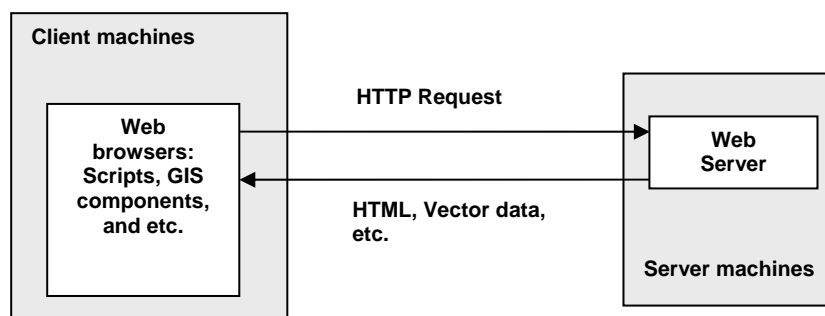 Client machines
Web
browsers:
Scripts, GIS
components,
and etc.
HTTP Request
HTML, Vector data,
etc.
Web
Server
Server machines